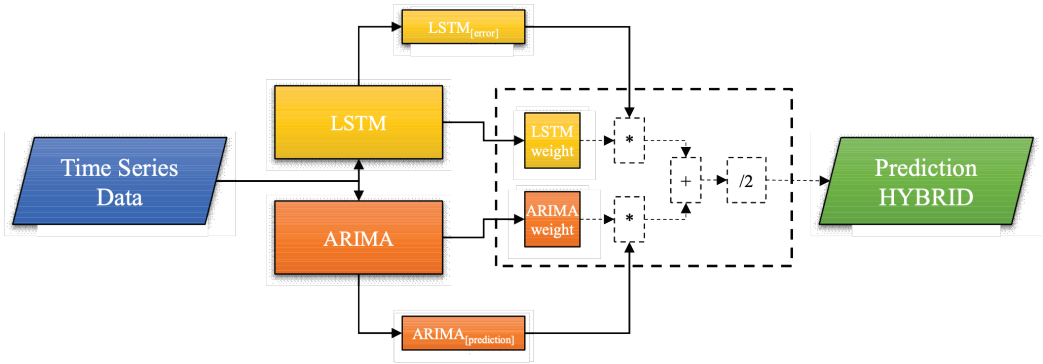 LSTM[error]
LSTM
LSTM
weight
*
Time Series
Data
+
/2
Prediction
HYBRID
ARIMA
ARIMA
weight
*
ARIMA[prediction]